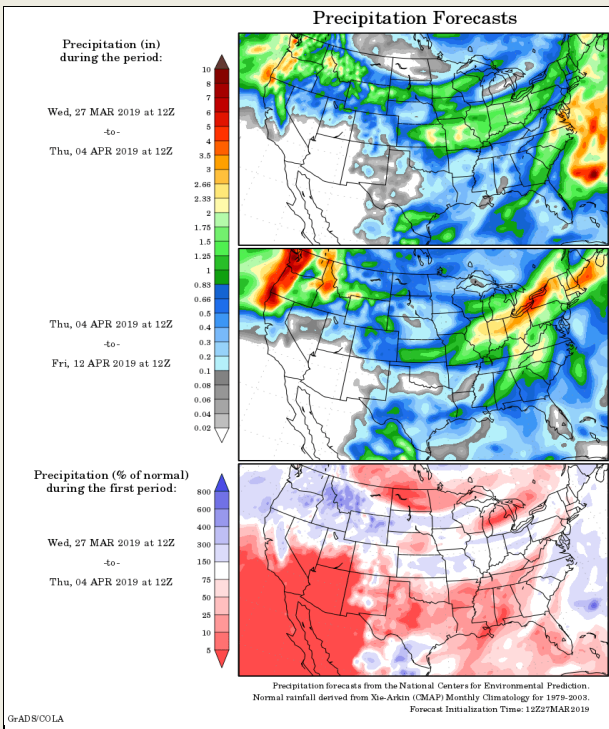 Precipitation Forecasts
Precipitation (in)
during the period:
Wed, 27 MAR 2019 at 12Z
-to-
Thu, 04 APR 2019 at 12Z
10
8
7
6
5
4
3.5
3
2.66
2.33
2
1.75
1.5
1.25
1
0.83
0.66
0.5
0.4
0.3
0.2
0.1
0.08
0.06
0.04
0.02
Thu, 04 APR 2019 at 12Z
-to-
Fri, 12 APR 2019 at 12Z
Precipitation (% of normal)
during the first period:
Wed, 27 MAR 2019 at 12Z
-to-
Thu, 04 APR 2019 at 12Z
800
600
400
300
150
75
50
25
10
5
Precipitation forecasts from the National Centers for Environmental Prediction.
Normal rainfall derived from Xie-Arkin (CMAP) Monthly Climatology for 1979-2003.
Forecast Initialization Time: 12Z27MAR2019
GrADS/COLA